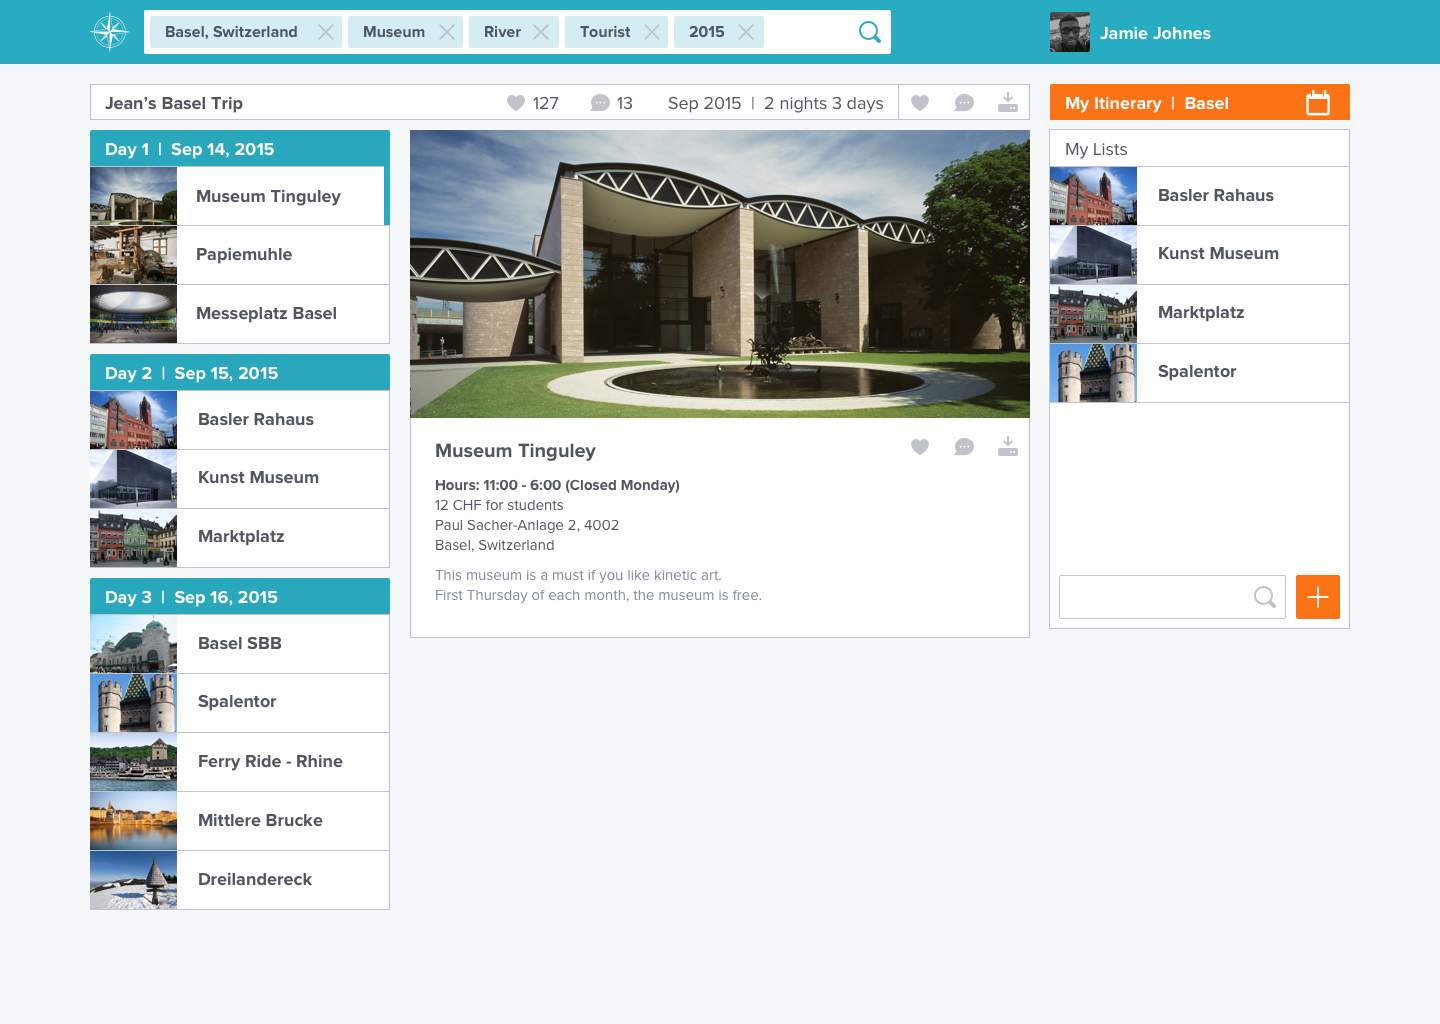 Basel, Switzerland
Museum
River
Tourist
2015
Jamie Johnes
Jean’s Basel Trip
127
13
Sep 2015 | 2 nights 3 days
My Itinerary | Basel
Day 1 | Sep 14, 2015
Museum Tinguley
Papiemuhle
Messeplatz Basel
Day 2 | Sep 15, 2015
Basler Rahaus
Kunst Museum
Marktplatz
Day 3 | Sep 16, 2015
Basel SBB
Spalentor
Ferry Ride - Rhine
Mittlere Brucke
Dreilandereck
Museum Tinguley
Hours: 11:00 - 6:00 (Closed Monday)
12 CHF for students
Paul Sacher-Anlage 2, 4002
Basel, Switzerland
This museum is a must if you like kinetic art.
First Thursday of each month, the museum is free.
My Lists
Basler Rahaus
Kunst Museum
Marktplatz
Spalentor